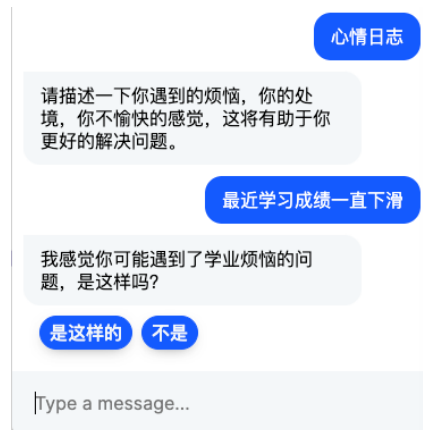 心情日志
请描述一下你遇到的烦恼，你的处
境，你不愉快的感觉，这将有助于你
更好的解决问题。
最近学习成绩一直下滑
我感觉你可能遇到了学业烦恼的问
题，是这样吗?
是这样的 不是
Type a message...